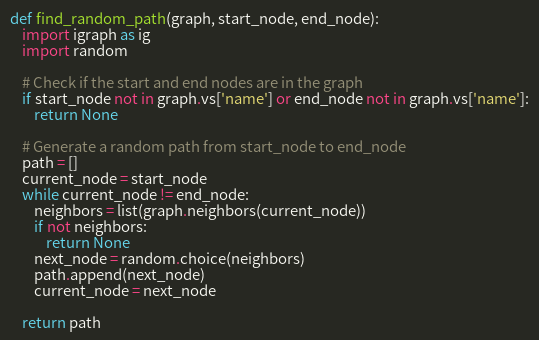 def find_random_path(graph, start_node, end_node):
    import igraph as ig
    import random

    # Check if the start and end nodes are in the graph
    if start_node not in graph.vs['name'] or end_node not in graph.vs['name']:
        return None

    # Generate a random path from start_node to end_node
    path = []
    current_node = start_node
    while current_node != end_node:
        neighbors = list(graph.neighbors(current_node))
        if not neighbors:
            return None
        next_node = random.choice(neighbors)
        path.append(next_node)
        current_node = next_node

    return path